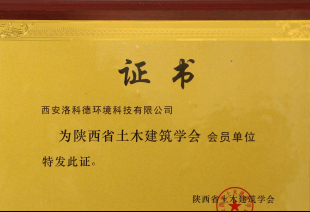 证书
西安洛科德环境科技有限公司
为陕西省土木建筑学会 会员单位
特发此证。
陕西省土木建筑学会